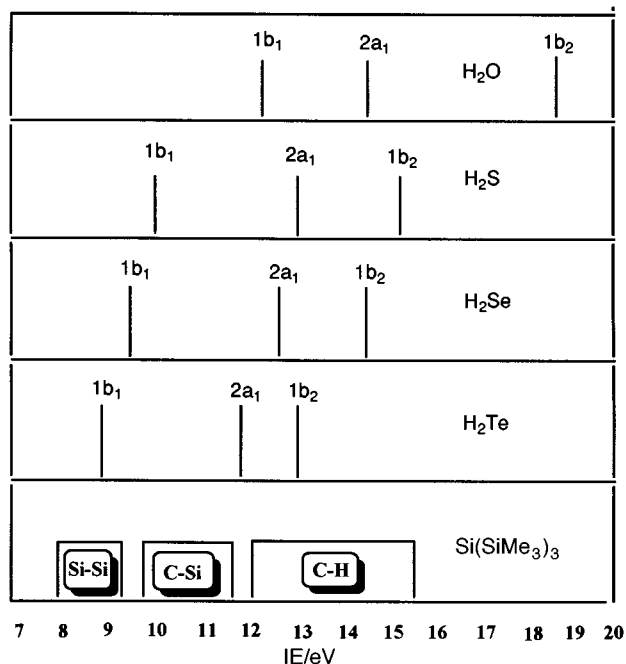 1b₁ 2a₁ 1b₂
H₂O
1b₁ 2a₁ 1b₂
H₂S
1b₁ 2a₁ 1b₂
H₂Se
1b₁ 2a₁ 1b₂
H₂Te
Si(SiMe₃)₃
Si-Si C-Si C-H
7 8 9 10 11 12 13 14 15 16 17 18 19 20
IE/eV